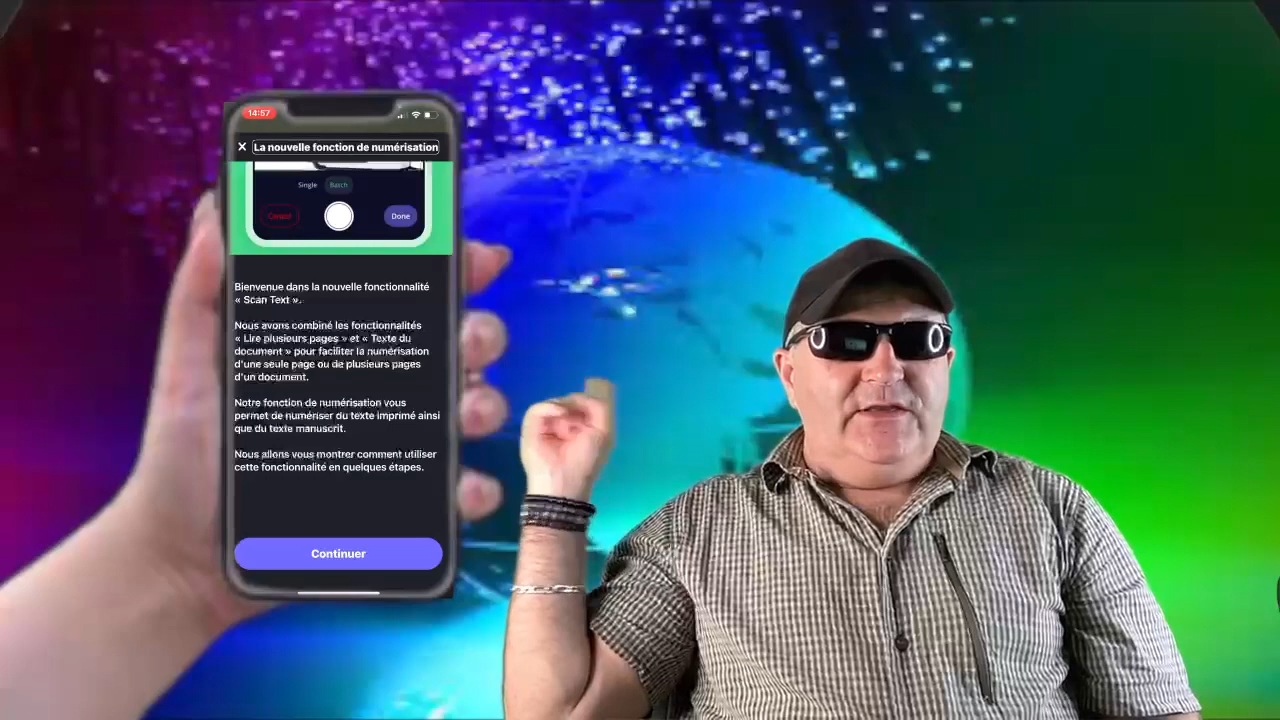 14:57
La nouvelle fonction de numérisation
Single Batch
Cancel Done
Bienvenue dans la nouvelle fonctionnalité
« Scan Text ».
Nous avons combiné les fonctionnalités
« Lire plusieurs pages » et « Texte du
document » pour faciliter la numérisation
d'une seule page ou de plusieurs pages
d'un document.
Notre fonction de numérisation vous
permet de numériser du texte imprimé ainsi
que du texte manuscrit.
Nous allons vous montrer comment utiliser
cette fonctionnalité en quelques étapes.
Continuer